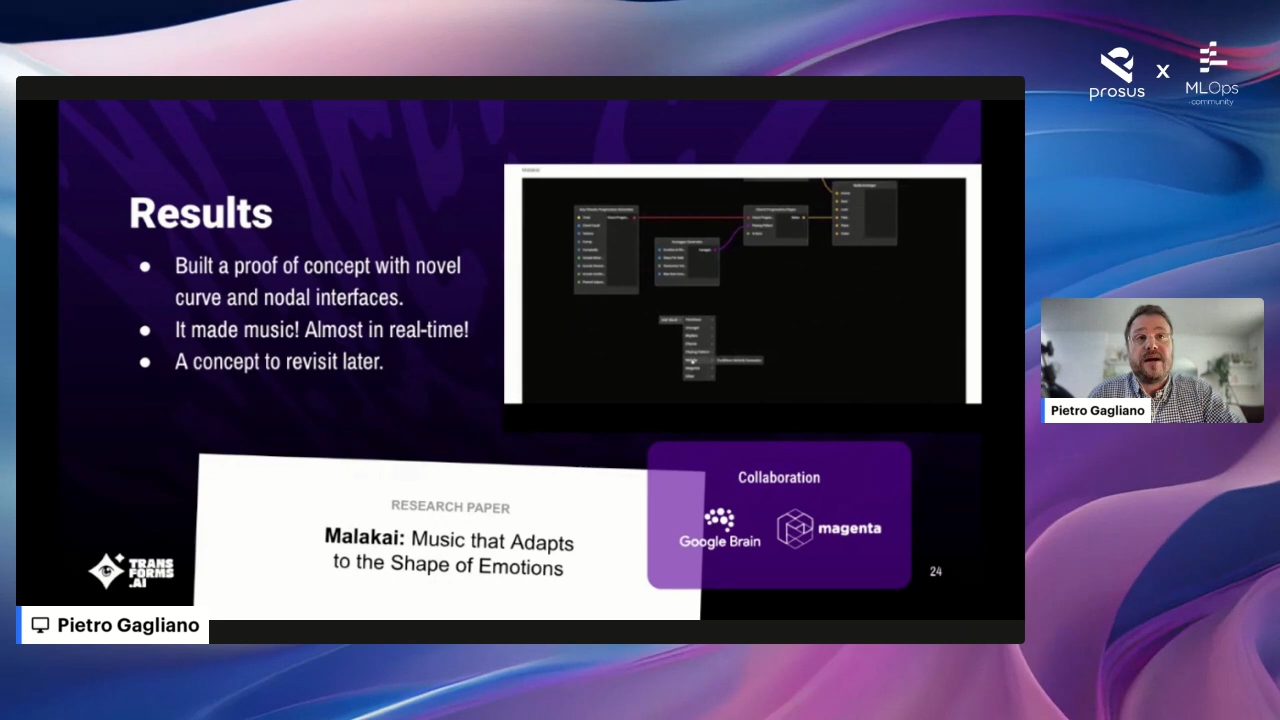 prosus
x
MLOps
community
Results
Built a proof of concept with novel
curve and nodal interfaces.
It made music! Almost in real-time!
A concept to revisit later.
Collaboration
Google Brain
magenta
RESEARCH PAPER
Malakai: Music that Adapts
to the Shape of Emotions
TRANS
FORMS
.AI
24
Pietro Gagliano
Pietro Gagliano